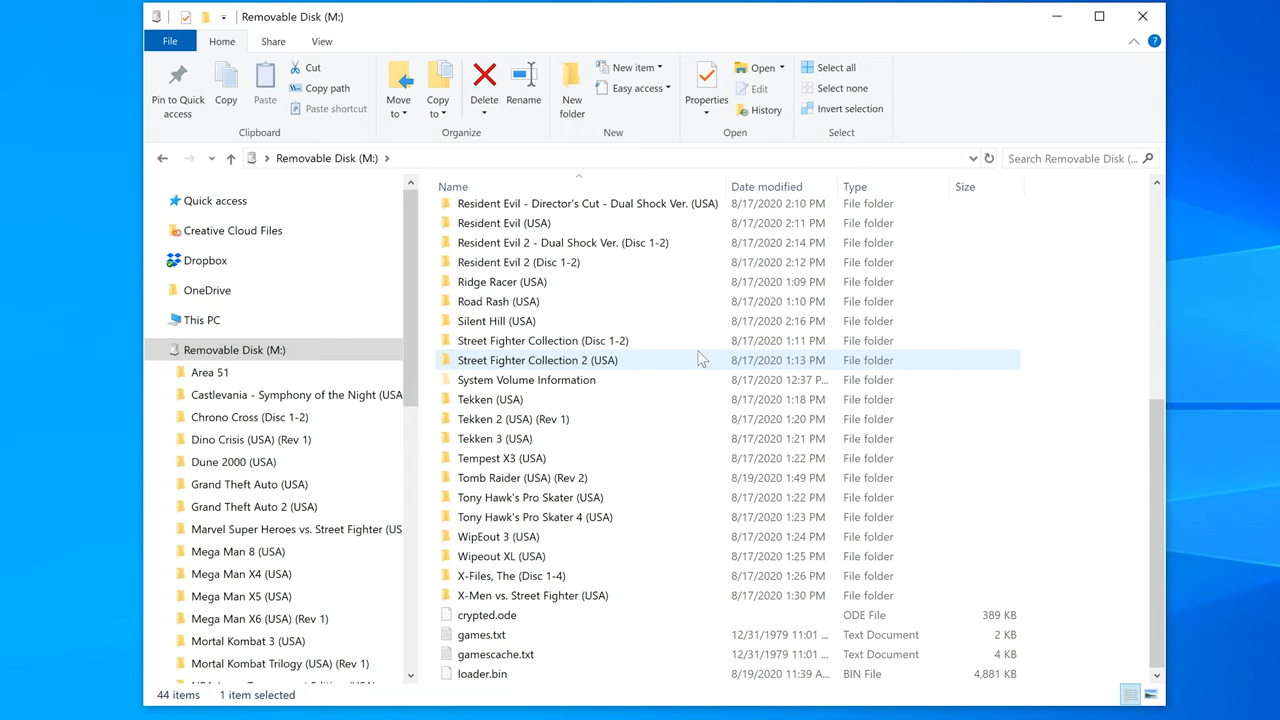 Removable Disk (M:)
File
Home
Share
View
Pin to Quick access
Copy
Paste
Cut
Copy path
Paste shortcut
Clipboard
Move to
Copy to
Delete
Rename
Organize
New folder
New item
Easy access
New
Properties
Open
Edit
History
Open
Select all
Select none
Invert selection
Select
Removable Disk (M:)
Search Removable Disk (...
Quick access
Creative Cloud Files
Dropbox
OneDrive
This PC
Removable Disk (M:)
Area 51
Castlevania - Symphony of the Night (USA
Chrono Cross (Disc 1-2)
Dino Crisis (USA) (Rev 1)
Dune 2000 (USA)
Grand Theft Auto (USA)
Grand Theft Auto 2 (USA)
Marvel Super Heroes vs. Street Fighter (US
Mega Man 8 (USA)
Mega Man X4 (USA)
Mega Man X5 (USA)
Mega Man X6 (USA) (Rev 1)
Mortal Kombat 3 (USA)
Mortal Kombat Trilogy (USA) (Rev 1)
Name Date modified Type Size
Resident Evil - Director's Cut - Dual Shock Ver. (USA) 8/17/2020 2:10 PM File folder
Resident Evil (USA) 8/17/2020 2:11 PM File folder
Resident Evil 2 - Dual Shock Ver. (Disc 1-2) 8/17/2020 2:14 PM File folder
Resident Evil 2 (Disc 1-2) 8/17/2020 2:12 PM File folder
Ridge Racer (USA) 8/17/2020 1:09 PM File folder
Road Rash (USA) 8/17/2020 1:10 PM File folder
Silent Hill (USA) 8/17/2020 2:16 PM File folder
Street Fighter Collection (Disc 1-2) 8/17/2020 1:11 PM File folder
Street Fighter Collection 2 (USA) 8/17/2020 1:13 PM File folder
System Volume Information 8/17/2020 12:37 P... File folder
Tekken (USA) 8/17/2020 1:18 PM File folder
Tekken 2 (USA) (Rev 1) 8/17/2020 1:20 PM File folder
Tekken 3 (USA) 8/17/2020 1:21 PM File folder
Tempest X3 (USA) 8/17/2020 1:22 PM File folder
Tomb Raider (USA) (Rev 2) 8/19/2020 1:49 PM File folder
Tony Hawk's Pro Skater (USA) 8/17/2020 1:22 PM File folder
Tony Hawk's Pro Skater 4 (USA) 8/17/2020 1:23 PM File folder
WipEout 3 (USA) 8/17/2020 1:24 PM File folder
Wipeout XL (USA) 8/17/2020 1:25 PM File folder
X-Files, The (Disc 1-4) 8/17/2020 1:26 PM File folder
X-Men vs. Street Fighter (USA) 8/17/2020 1:30 PM File folder
crypted.ode ODE File 389 KB
games.txt 12/31/1979 11:01 ... Text Document 2 KB
gamescache.txt 12/31/1979 11:01 ... Text Document 4 KB
loader.bin 8/19/2020 11:39 A... BIN File 4,881 KB
44 items 1 item selected